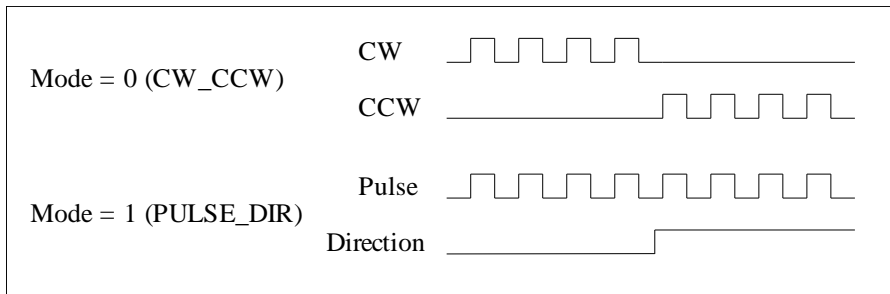 CW
Mode = 0 (CW_CCW)
CCW
Pulse
Mode = 1 (PULSE_DIR)
Direction